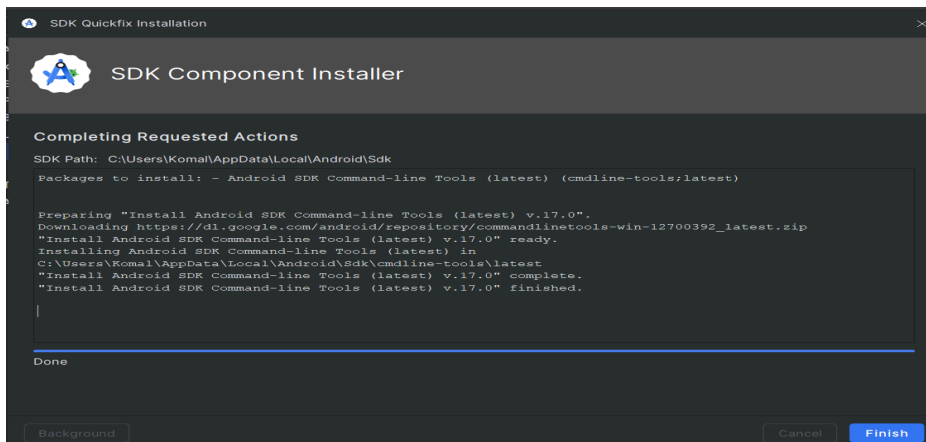 SDK Quickfix Installation
SDK Component Installer
Completing Requested Actions
SDK Path: C:\Users\Komal\AppData\Local\Android\Sdk
Packages to install: - Android SDK Command-line Tools (latest) (cmdline-tools;latest)
Preparing "Install Android SDK Command-line Tools (latest) v.17.0".
Downloading https://dl.google.com/android/repository/commandlinetools-win-12700392_latest.zip
"Install Android SDK Command-line Tools (latest) v.17.0" ready.
Installing Android SDK Command-line Tools (latest) in
C:\Users\Komal\AppData\Local\Android\Sdk\cmdline-tools\latest
"Install Android SDK Command-line Tools (latest) v.17.0" complete.
"Install Android SDK Command-line Tools (latest) v.17.0" finished.
Done
Background
Cancel
Finish